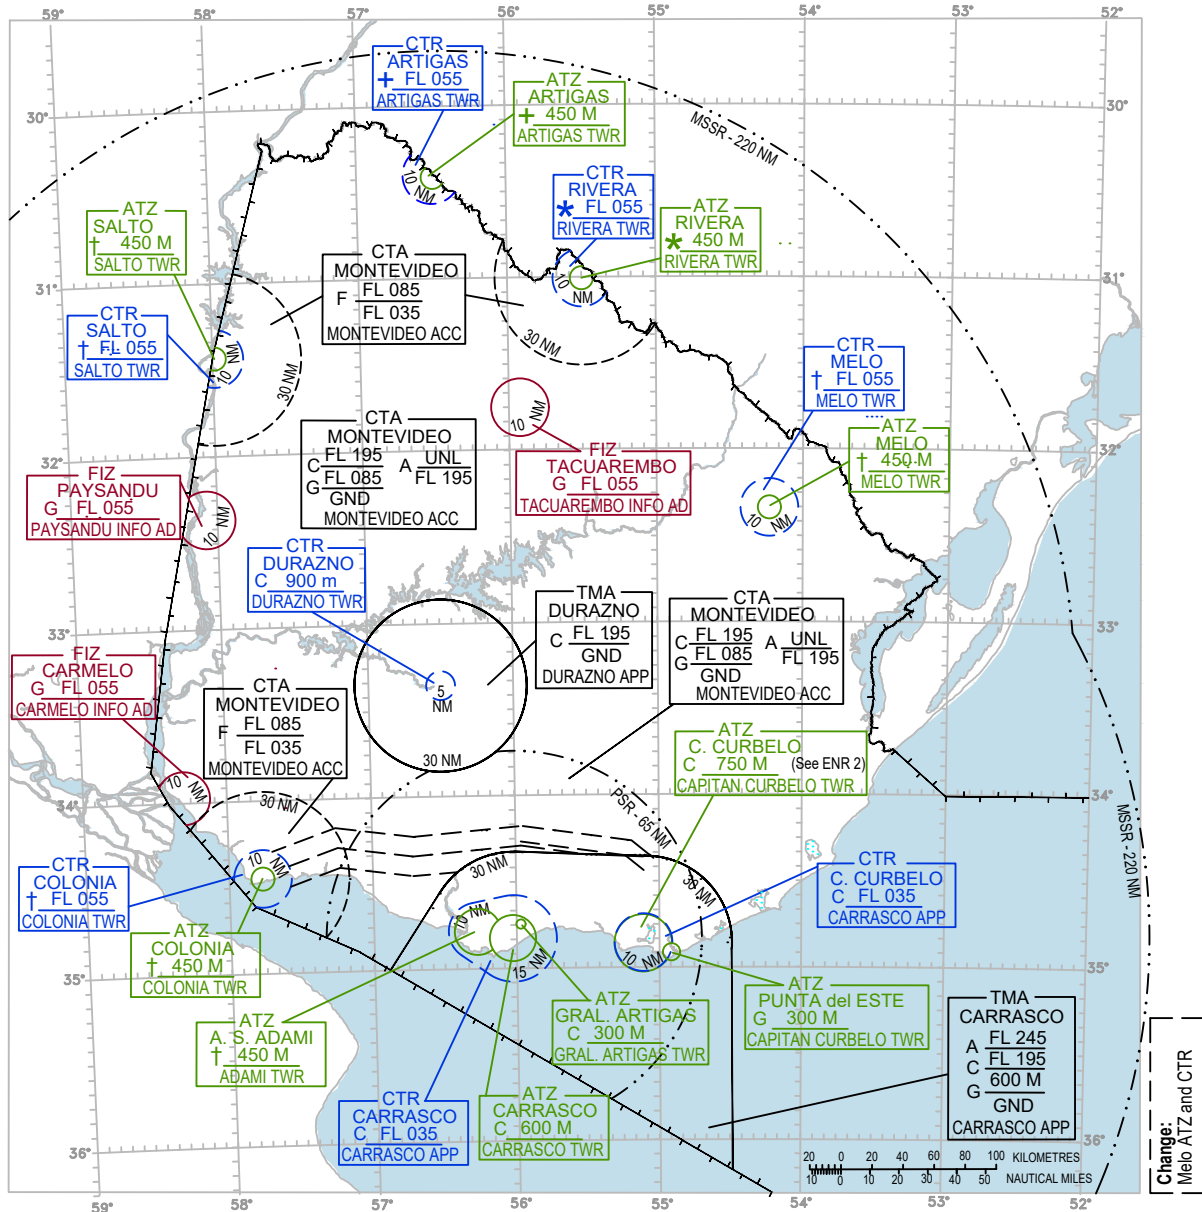 59°
58°
57°
56°
55°
54°
53°
52°
CTR
ARTIGAS
+ FL 055
ARTIGAS TWR
ATZ
ARTIGAS
+ 450 M
ARTIGAS TWR
MSSR - 220 NM
30°
30°
10 NM
CTR
RIVERA
* FL 055
RIVERA TWR
ATZ
RIVERA
* 450 M
RIVERA TWR
ATZ
SALTO
† 450 M
SALTO TWR
CTA
MONTEVIDEO
F FL 085
FL 035
MONTEVIDEO ACC
10 NM
31°
31°
CTR
SALTO
† FL 055
SALTO TWR
10 NM
30 NM
30 NM
CTR
MELO
† FL 055
MELO TWR
10 NM
CTA
MONTEVIDEO
C FL 195 A UNL
G FL 085 FL 195
GND
MONTEVIDEO ACC
FIZ
TACUAREMBO
G FL 055
TACUAREMBO INFO AD
ATZ
MELO
† 450 M
MELO TWR
32°
32°
FIZ
PAYSANDU
G FL 055
PAYSANDU INFO AD
10 NM
10 NM
CTR
DURAZNO
C 900 m
DURAZNO TWR
TMA
DURAZNO
C FL 195
GND
DURAZNO APP
CTA
MONTEVIDEO
C FL 195 A UNL
G FL 085 FL 195
GND
MONTEVIDEO ACC
33°
33°
FIZ
CARMELO
G FL 055
CARMELO INFO AD
CTA
MONTEVIDEO
F FL 085
FL 035
MONTEVIDEO ACC
5
NM
30 NM
ATZ
C. CURBELO
C 750 M (See ENR 2)
CAPITAN CURBELO TWR
34°
34°
10 NM
30 NM
PSR - 65 NM
MSSR - 220 NM
CTR
COLONIA
† FL 055
COLONIA TWR
10 NM
30 NM
30 NM
CTR
C. CURBELO
C FL 035
CARRASCO APP
10 NM
15 NM
10 NM
ATZ
COLONIA
† 450 M
COLONIA TWR
35°
35°
ATZ
A. S. ADAMI
† 450 M
ADAMI TWR
ATZ
GRAL. ARTIGAS
C 300 M
GRAL. ARTIGAS TWR
ATZ
PUNTA del ESTE
G 300 M
CAPITAN CURBELO TWR
TMA
CARRASCO
A FL 245
C FL 195
G 600 M
GND
CARRASCO APP
CTR
CARRASCO
C FL 035
CARRASCO APP
ATZ
CARRASCO
C 600 M
CARRASCO TWR
36°
36°
20 10 0 20 40 60 80 100 KILOMETRES
10 0 10 20 30 40 50 NAUTICAL MILES
Change:
Melo ATZ and CTR
59°
58°
57°
56°
55°
54°
53°
52°